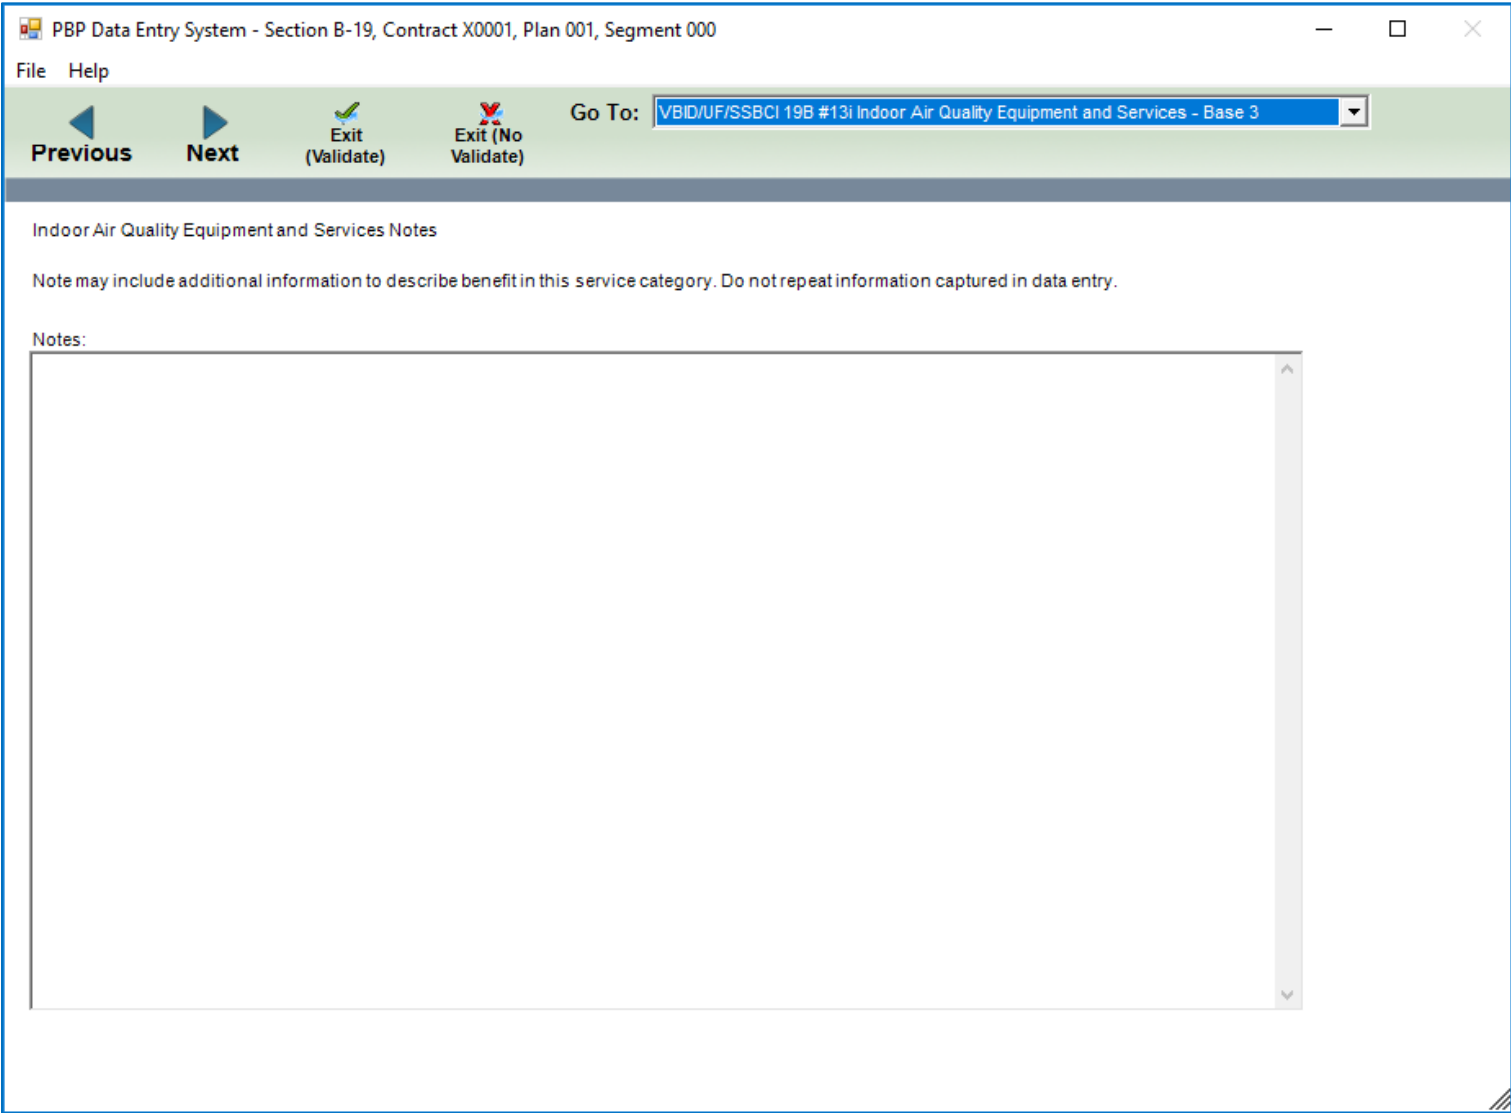 PBP Data Entry System - Section B-19, Contract X0001, Plan 001, Segment 000
File Help
Previous
Next
Exit
(Validate)
Exit (No
Validate)
Go To: VBID/UF/SSBCI 19B #13i Indoor Air Quality Equipment and Services - Base 3
Indoor Air Quality Equipment and Services Notes
Note may include additional information to describe benefit in this service category. Do not repeat information captured in data entry.
Notes: